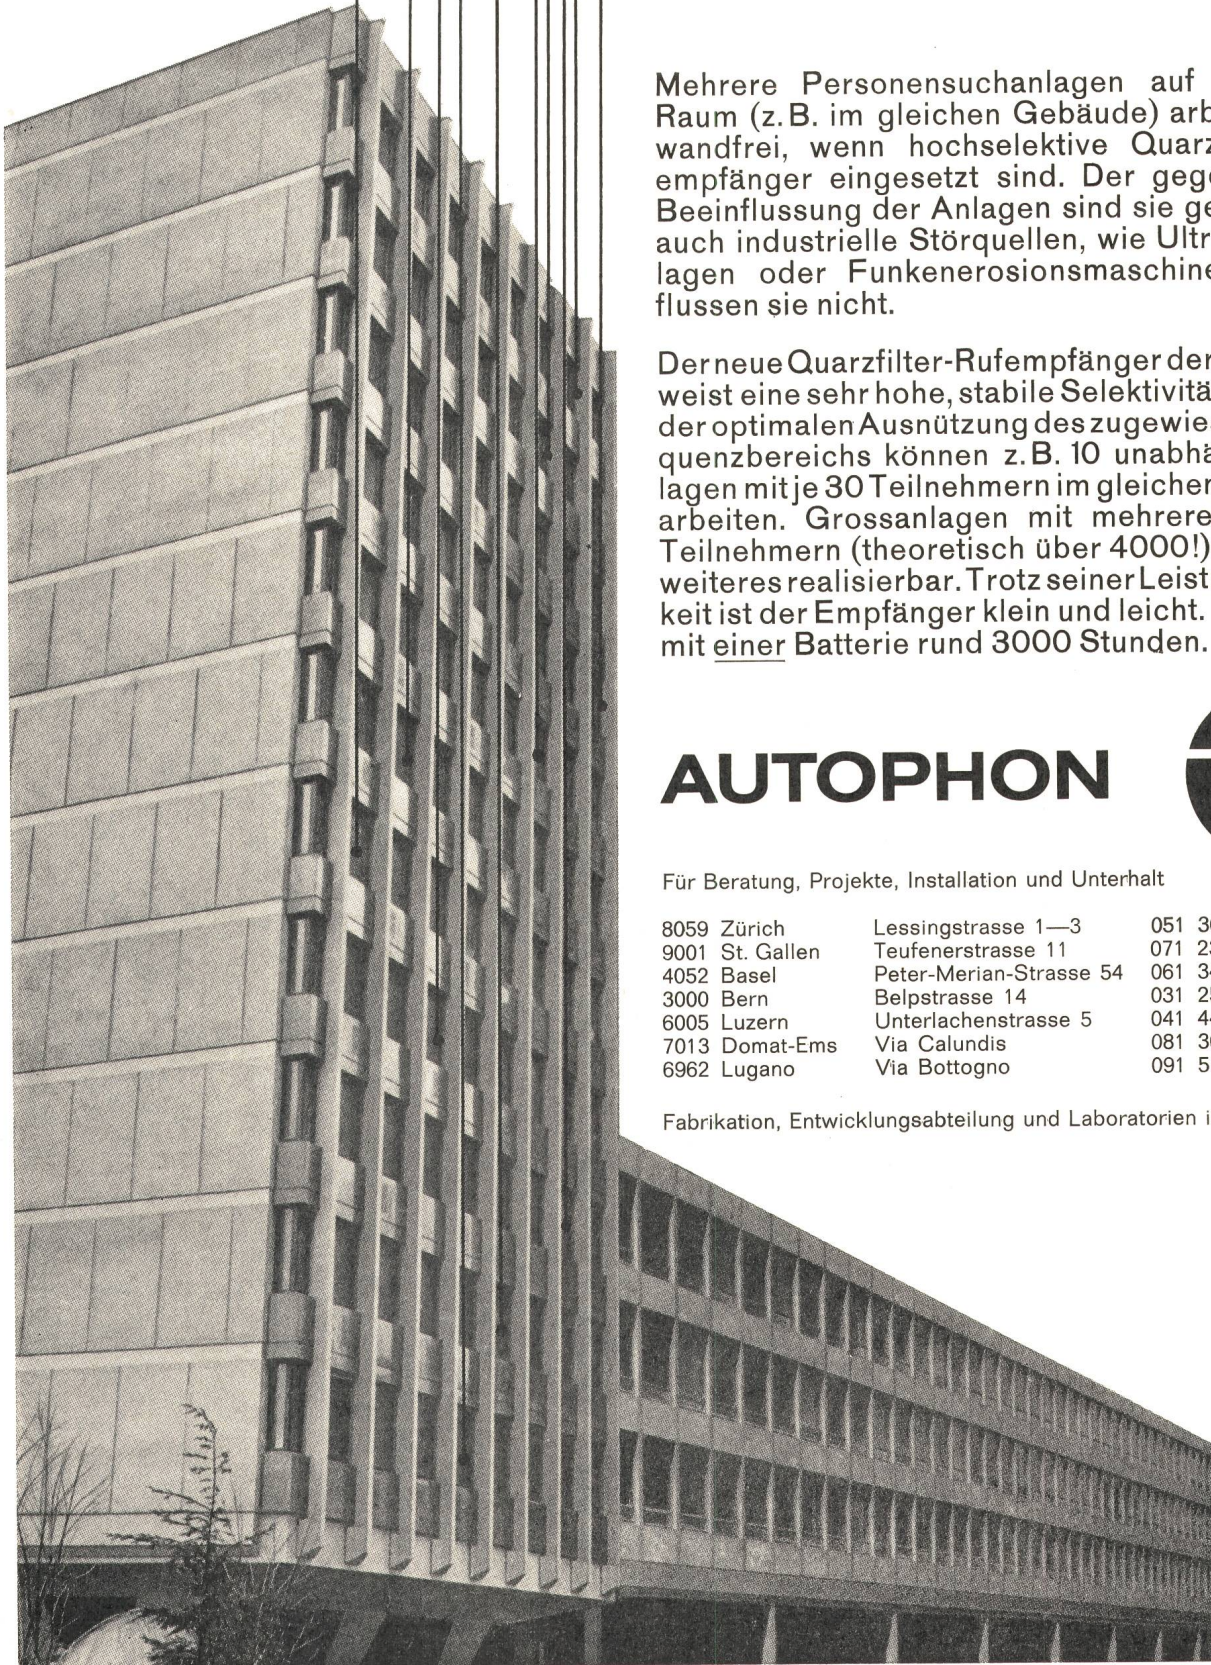 Mehrere Personensuchanlagen auf
Raum (z.B. im gleichen Gebäude) arb
wandfrei, wenn hochselektive Quarz
empfänger eingesetzt sind. Der geg
Beeinflussung der Anlagen sind sie ge
auch industrielle Störquellen, wie Ultr
lagen oder Funkenerosionsmaschine
flussen sie nicht.
Der neue Quarzfilter-Rufempfänger der
weist eine sehr hohe, stabile Selektivitä
der optimalen Ausnützung des zugewie
quenzbereichs können z.B. 10 unabhä
lagen mit je 30 Teilnehmern im gleichen
arbeiten. Grossanlagen mit mehrere
Teilnehmern (theoretisch über 4000!)
weiteres realisierbar. Trotz seiner Leist
keit ist der Empfänger klein und leicht.
mit einer Batterie rund 3000 Stunden.
AUTOPHON
Für Beratung, Projekte, Installation und Unterhalt
8059 Zürich Lessingstrasse 1—3 051 3
9001 St. Gallen Teufenerstrasse 11 071 2
4052 Basel Peter-Merian-Strasse 54 061 3
3000 Bern Belpstrasse 14 031 2
6005 Luzern Unterlachenstrasse 5 041 4
7013 Domat-Ems Via Calundis 081 3
6962 Lugano Via Bottogno 091 5
Fabrikation, Entwicklungsabteilung und Laboratorien i